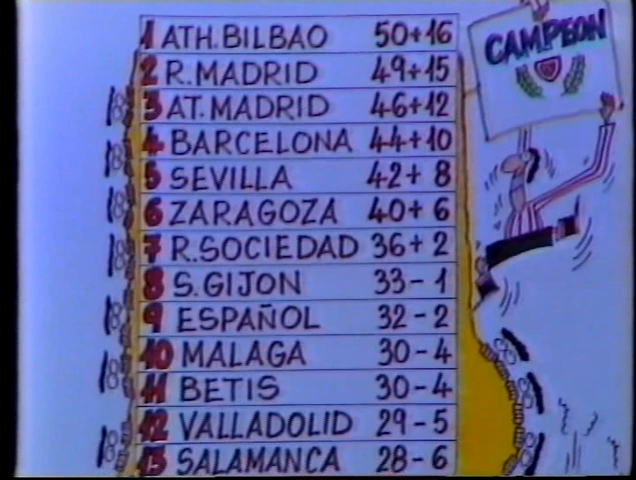 1 ATH.BILBAO 50+16
2 R.MADRID 49+15
3 AT.MADRID 46+12
4 BARCELONA 44+10
5 SEVILLA 42+8
6 ZARAGOZA 40+6
7 R.SOCIEDAD 36+2
8 S.GIJON 33-1
9 ESPAÑOL 32-2
10 MALAGA 30-4
11 BETIS 30-4
12 VALLADOLID 29-5
13 SALAMANCA 28-6
CAMPEON